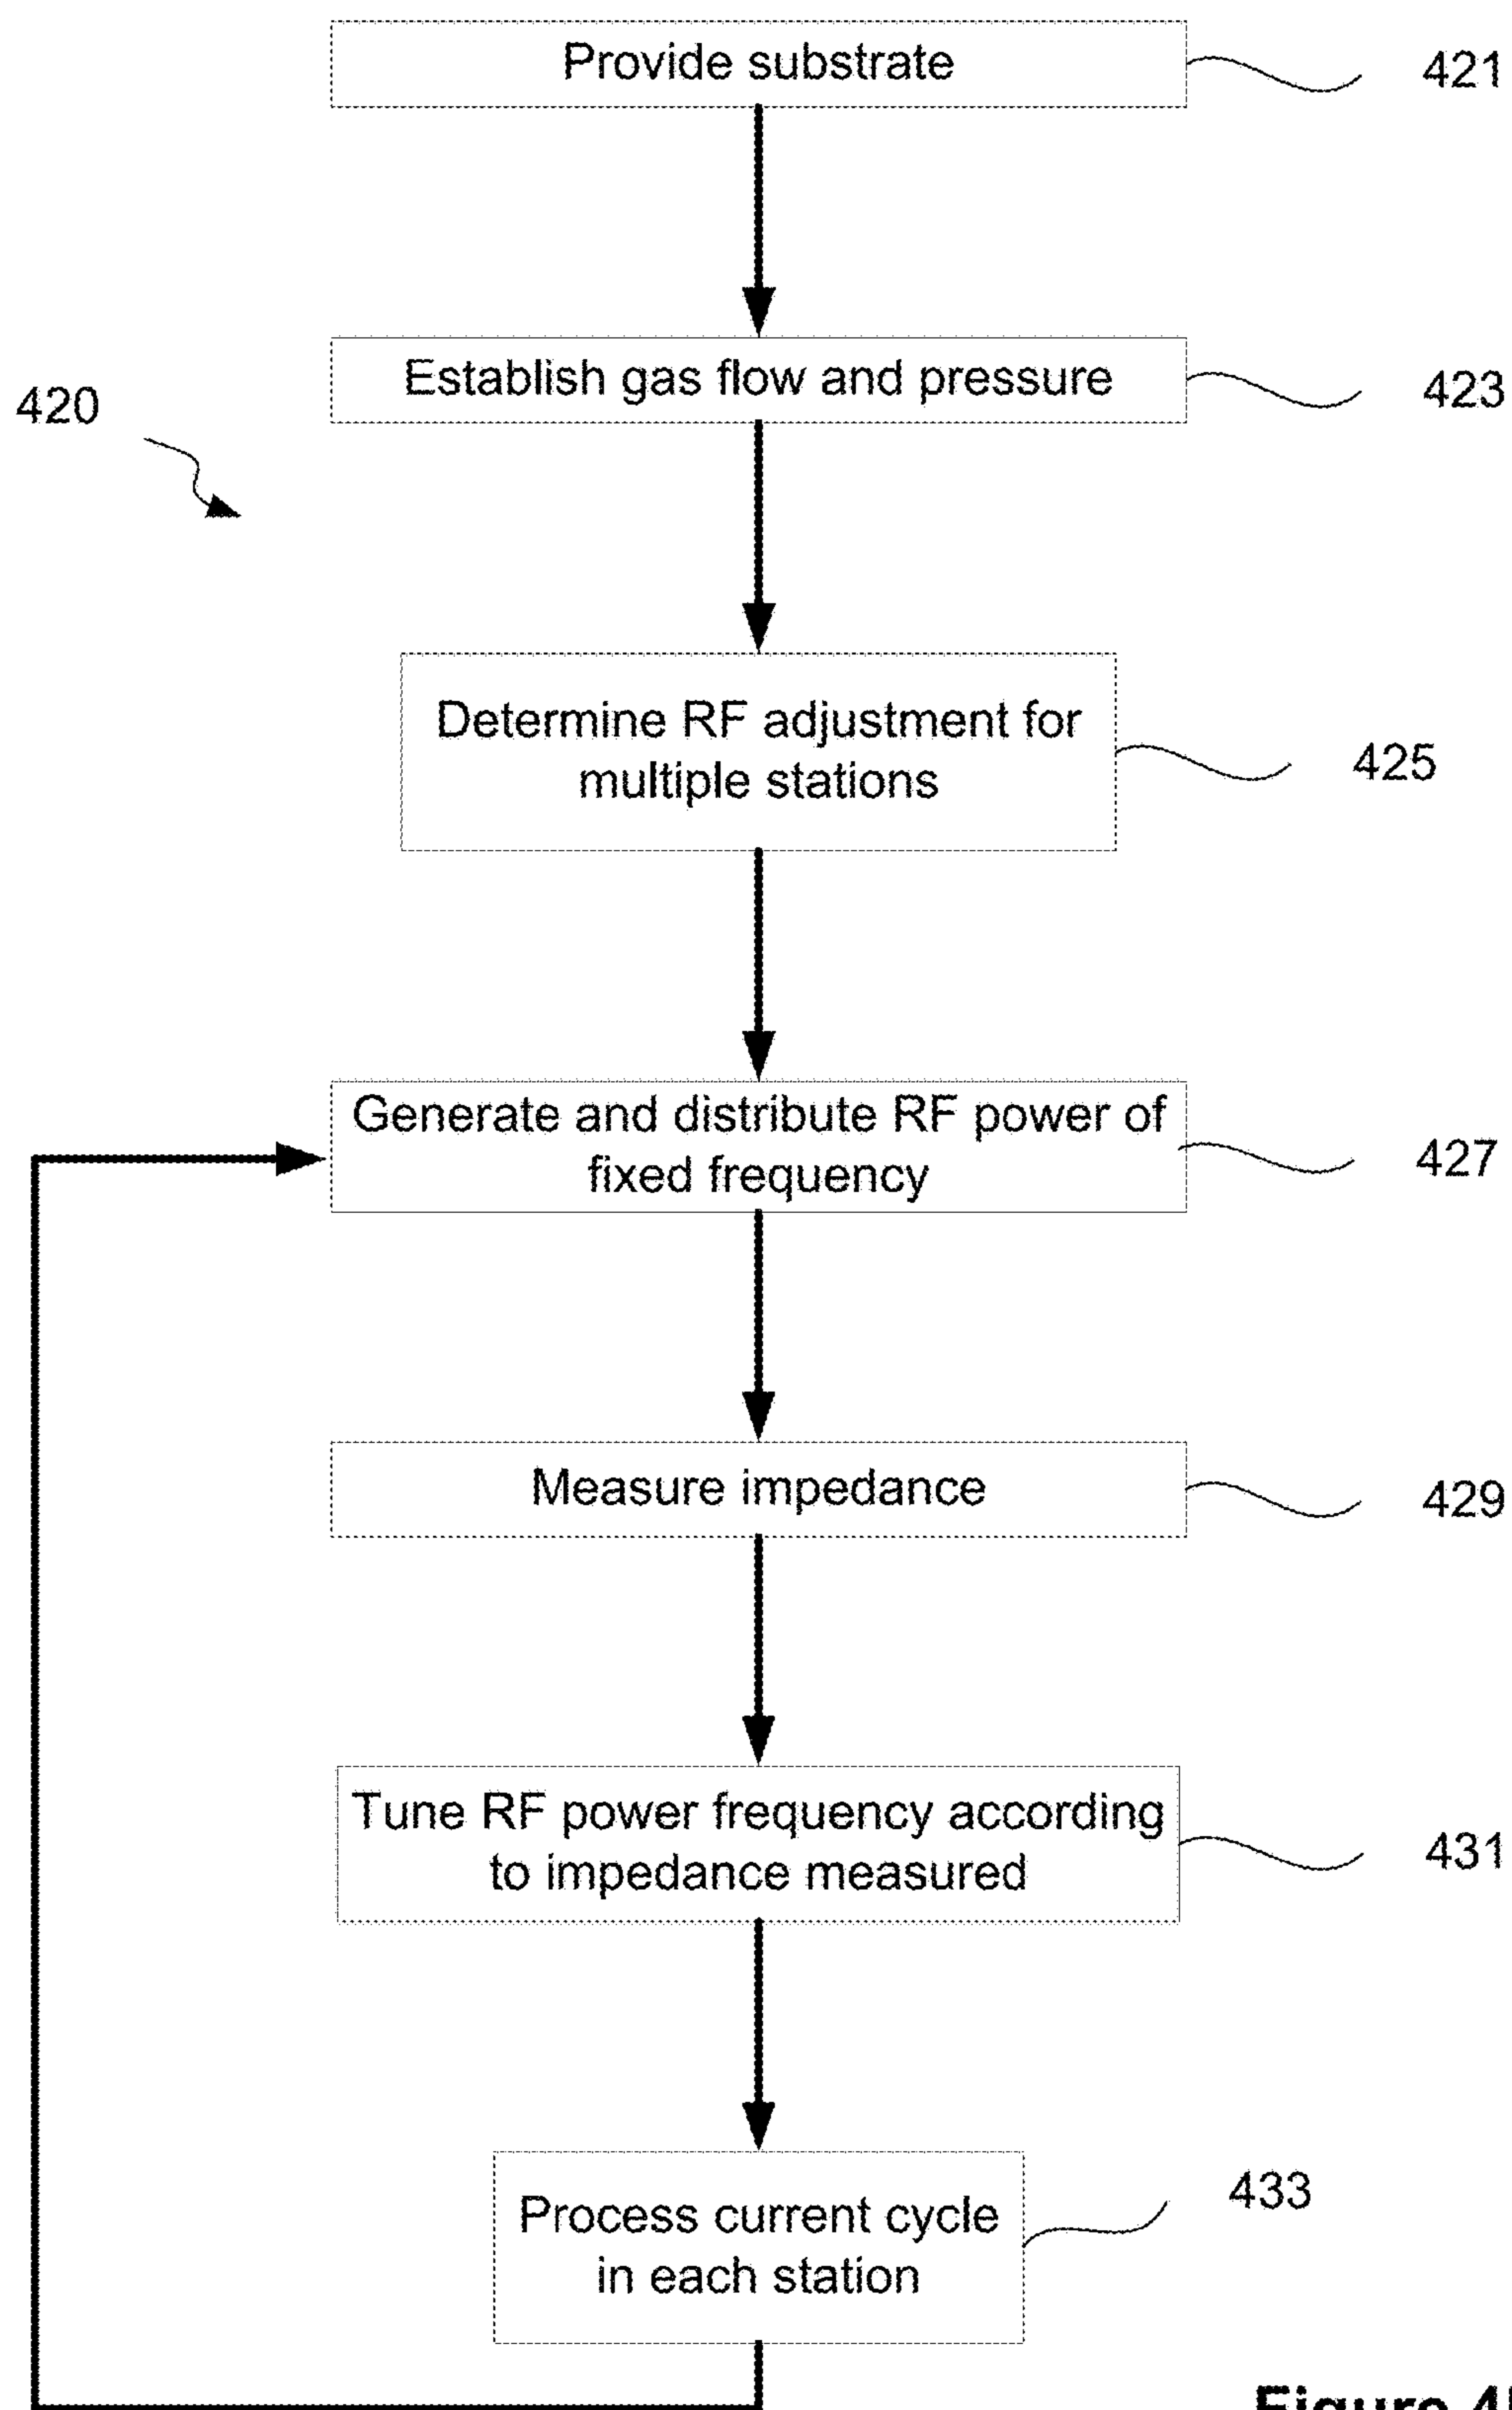 Provide substrate
421
Establish gas flow and pressure
423
420
Determine RF adjustment for
multiple stations
425
Generate and distribute RF power of
fixed frequency
427
Measure impedance
429
Tune RF power frequency according
to impedance measured
431
Process current cycle
in each station
433
Figure